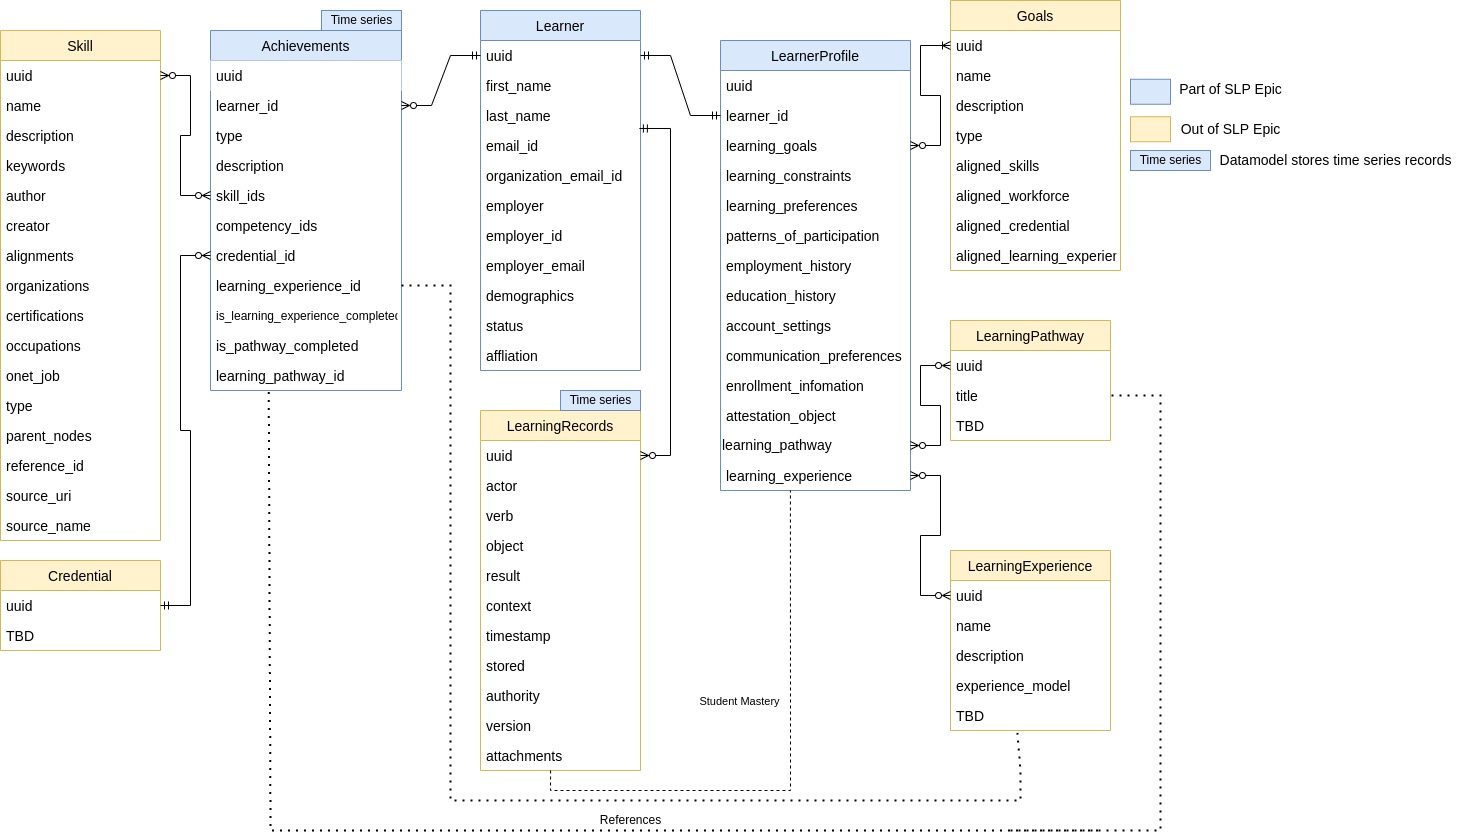 Skill
uuid
name
description
keywords
author
creator
alignments
organizations
certifications
occupations
onet_job
type
parent_nodes
reference_id
source_uri
source_name
Credential
uuid
TBD
Time series
Achievements
uuid
learner_id
type
description
skill_ids
competency_ids
credential_id
learning_experience_id
is_learning_experience_completed
is_pathway_completed
learning_pathway_id
Learner
uuid
first_name
last_name
email_id
organization_email_id
employer
employer_id
employer_email
demographics
status
affliation
Time series
LearningRecords
uuid
actor
verb
object
result
context
timestamp
stored
authority
version
attachments
LearnerProfile
uuid
learner_id
learning_goals
learning_constraints
learning_preferences
patterns_of_participation
employment_history
education_history
account_settings
communication_preferences
enrollment_infomation
attestation_object
learning_pathway
learning_experience
Student Mastery
References
Goals
uuid
name
description
type
aligned_skills
aligned_workforce
aligned_credential
aligned_learning_experier
LearningPathway
uuid
title
TBD
LearningExperience
uuid
name
description
experience_model
TBD
Part of SLP Epic
Out of SLP Epic
Time series Datamodel stores time series records